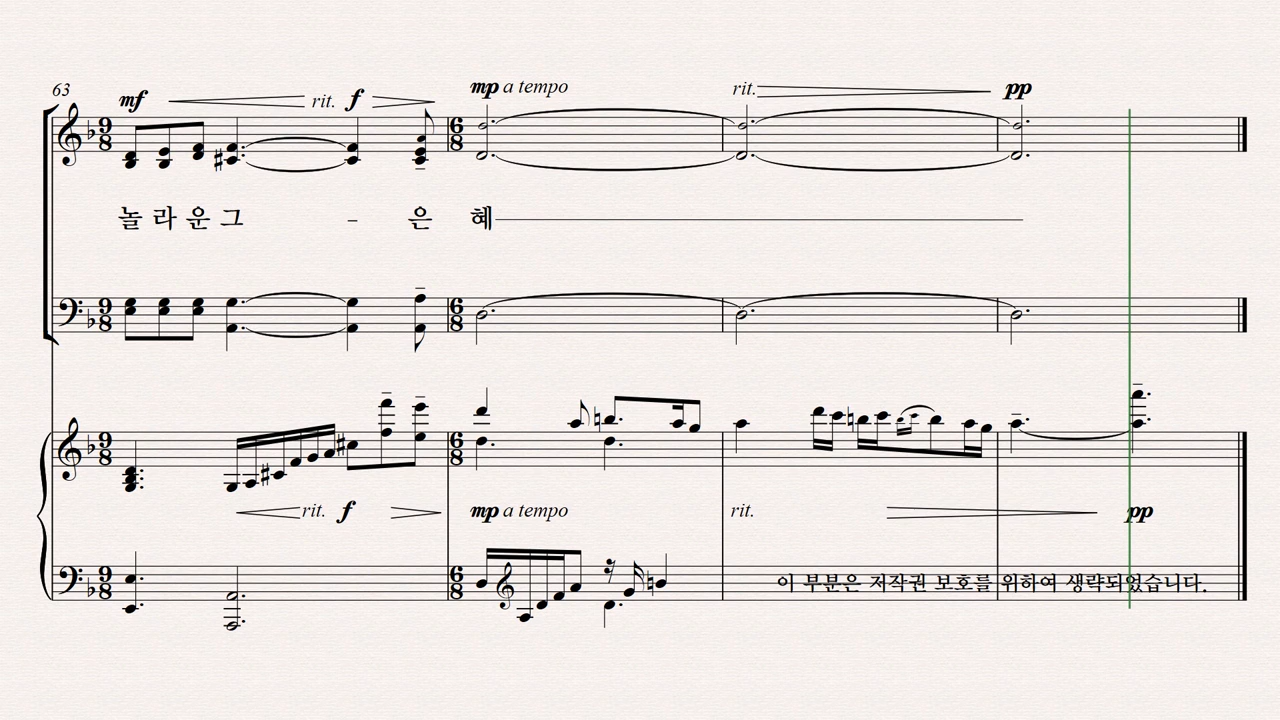 63
mf rit. f mp a tempo rit. pp
9 8 6 8
놀 라 운 그 - 은 혜
9 8 6 8
9 8 6 8
rit. f mp a tempo rit. pp
9 8 6 8
이 부분은 저작권 보호를 위하여 생략되었습니다.